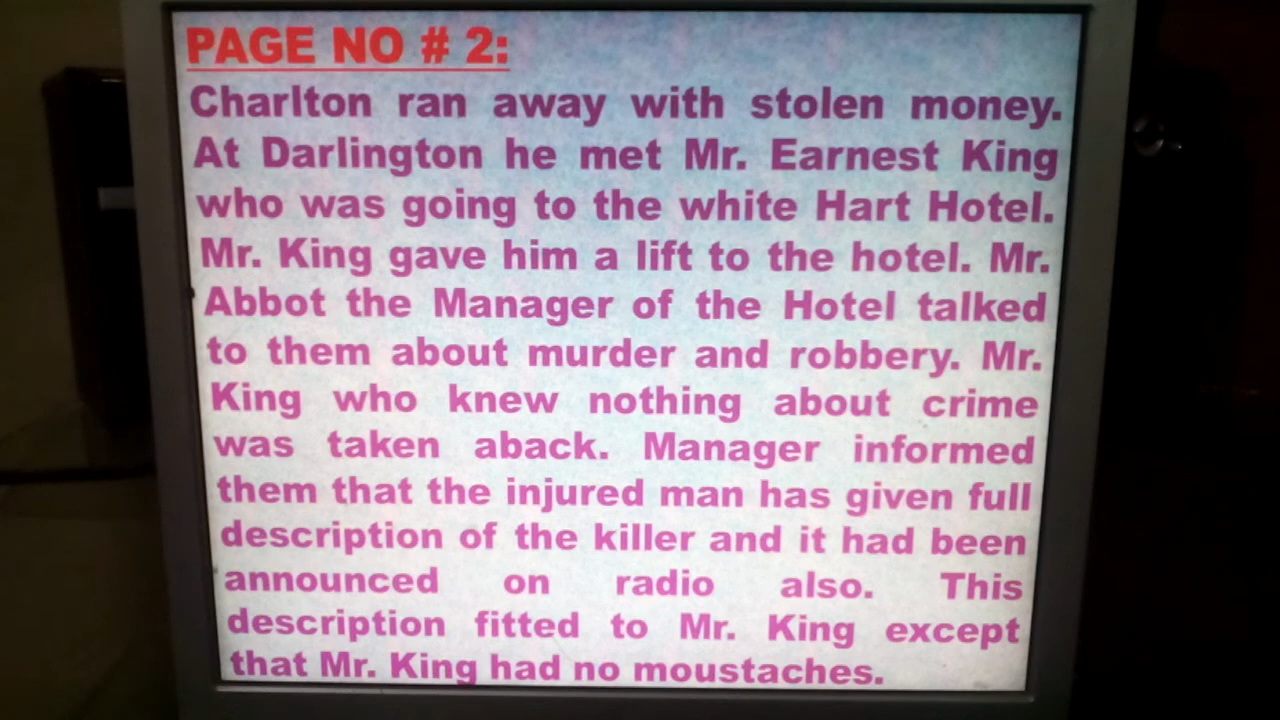 PAGE NO # 2:
Charlton ran away with stolen money.
At Darlington he met Mr. Earnest King
who was going to the white Hart Hotel.
Mr. King gave him a lift to the hotel. Mr.
Abbot the Manager of the Hotel talked
to them about murder and robbery. Mr.
King who knew nothing about crime
was taken aback. Manager informed
them that the injured man has given full
description of the killer and it had been
announced on radio also. This
description fitted to Mr. King except
that Mr. King had no moustaches.